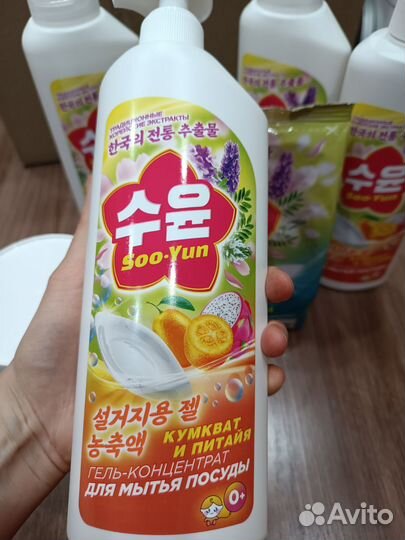 ТРАДИЦИОННЫЕ
КОРЕЙСКИЕ ЭКСТРАКТЫ
한국의 전통 추출물
수윤
Soo-Yun
설거지용 젤
농축액
КУМКВАТ
И ПИТАЙЯ
ГЕЛЬ-КОНЦЕНТРАТ
ДЛЯ МЫТЬЯ ПОСУДЫ
0+
Avito